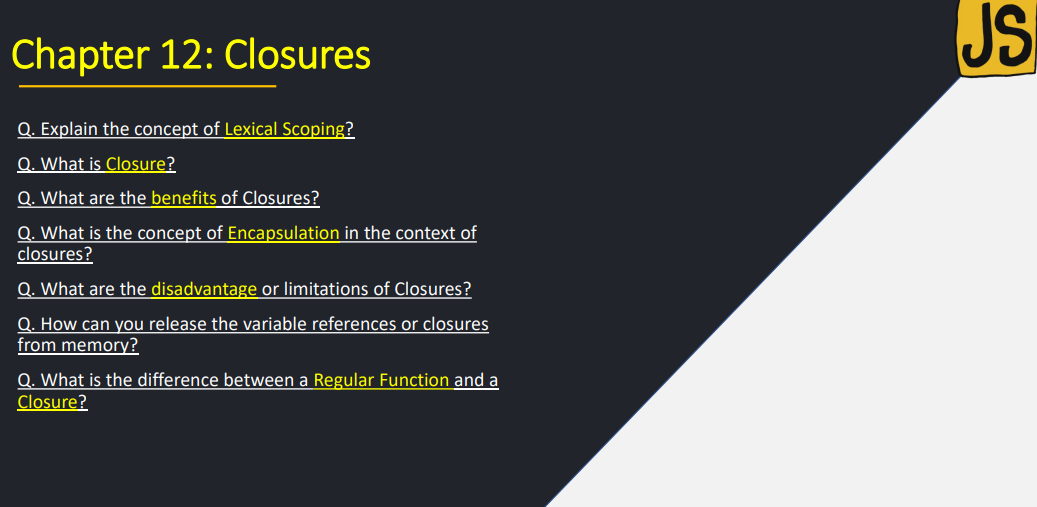 JS
Chapter 12: Closures
Q. Explain the concept of Lexical Scoping?
Q. What is Closure?
Q. What are the benefits of Closures?
Q. What is the concept of Encapsulation in the context of
closures?
Q. What are the disadvantage or limitations of Closures?
Q. How can you release the variable references or closures
from memory?
Q. What is the difference between a Regular Function and a
Closure?